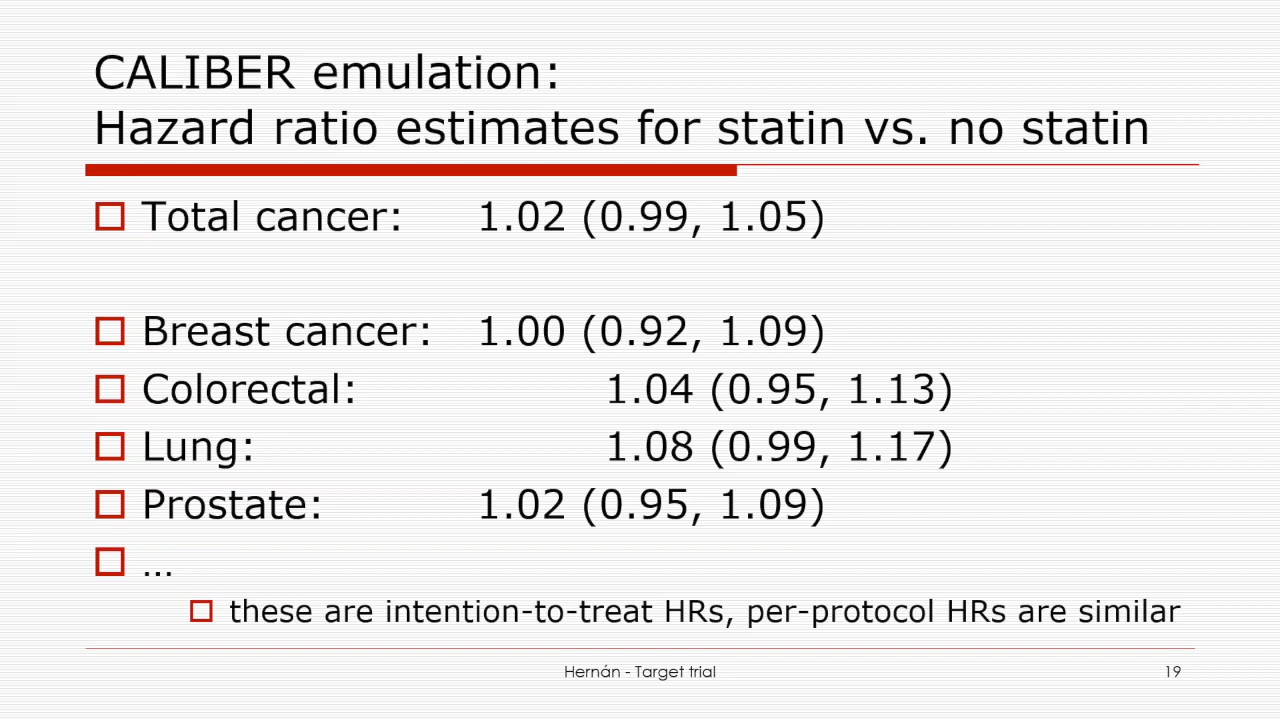 CALIBER emulation:
Hazard ratio estimates for statin vs. no statin
Total cancer: 1.02 (0.99, 1.05)
Breast cancer: 1.00 (0.92, 1.09)
Colorectal: 1.04 (0.95, 1.13)
Lung: 1.08 (0.99, 1.17)
Prostate: 1.02 (0.95, 1.09)
…
these are intention-to-treat HRs, per-protocol HRs are similar
Hernán - Target trial 19